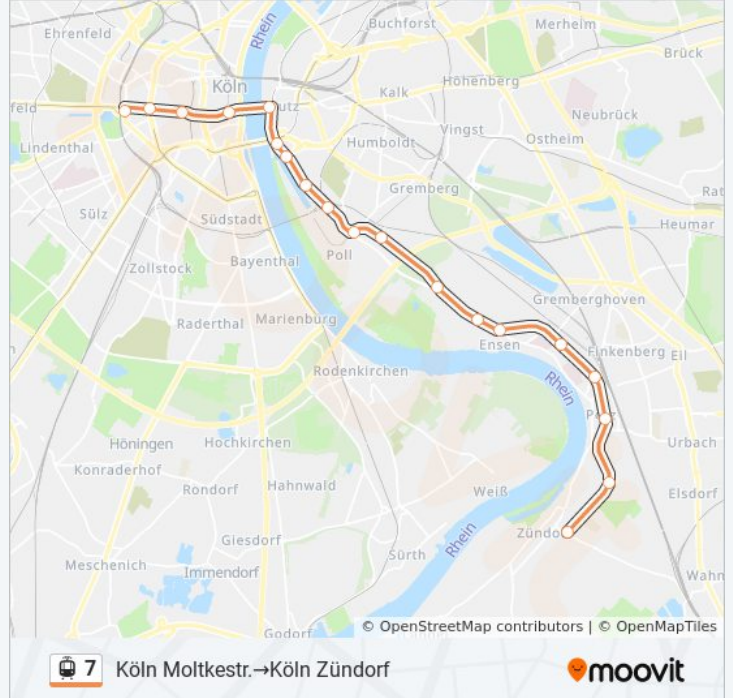 Ehrenfeld
Rhein
Buchforst
Merheim
Brück
Köln
Kalk
Höhenberg
feld
utz
Neubrück
Lindenthal
Humboldt
Vingst
Ostheim
Sülz
Gremberg
Rat
Südstadt
Heumar
Zollstock
Bayenthal
Poll
Gremberghoven
Raderthal
Marienburg
Ensen
Finkenberg
Eil
Rodenkirchen
Rhein
P
Höningen
Hochkirchen
Urbach
Konraderhof
Rondorf
Hahnwald
Weiß
Elsdorf
Giesdorf
Rhein
Zündo
Sürth
Meschenich
Immendorf
Wahn
Godorf
© OpenStreetMap contributors | © OpenMapTiles
7 Köln Moltkestr.→Köln Zündorf
moovit